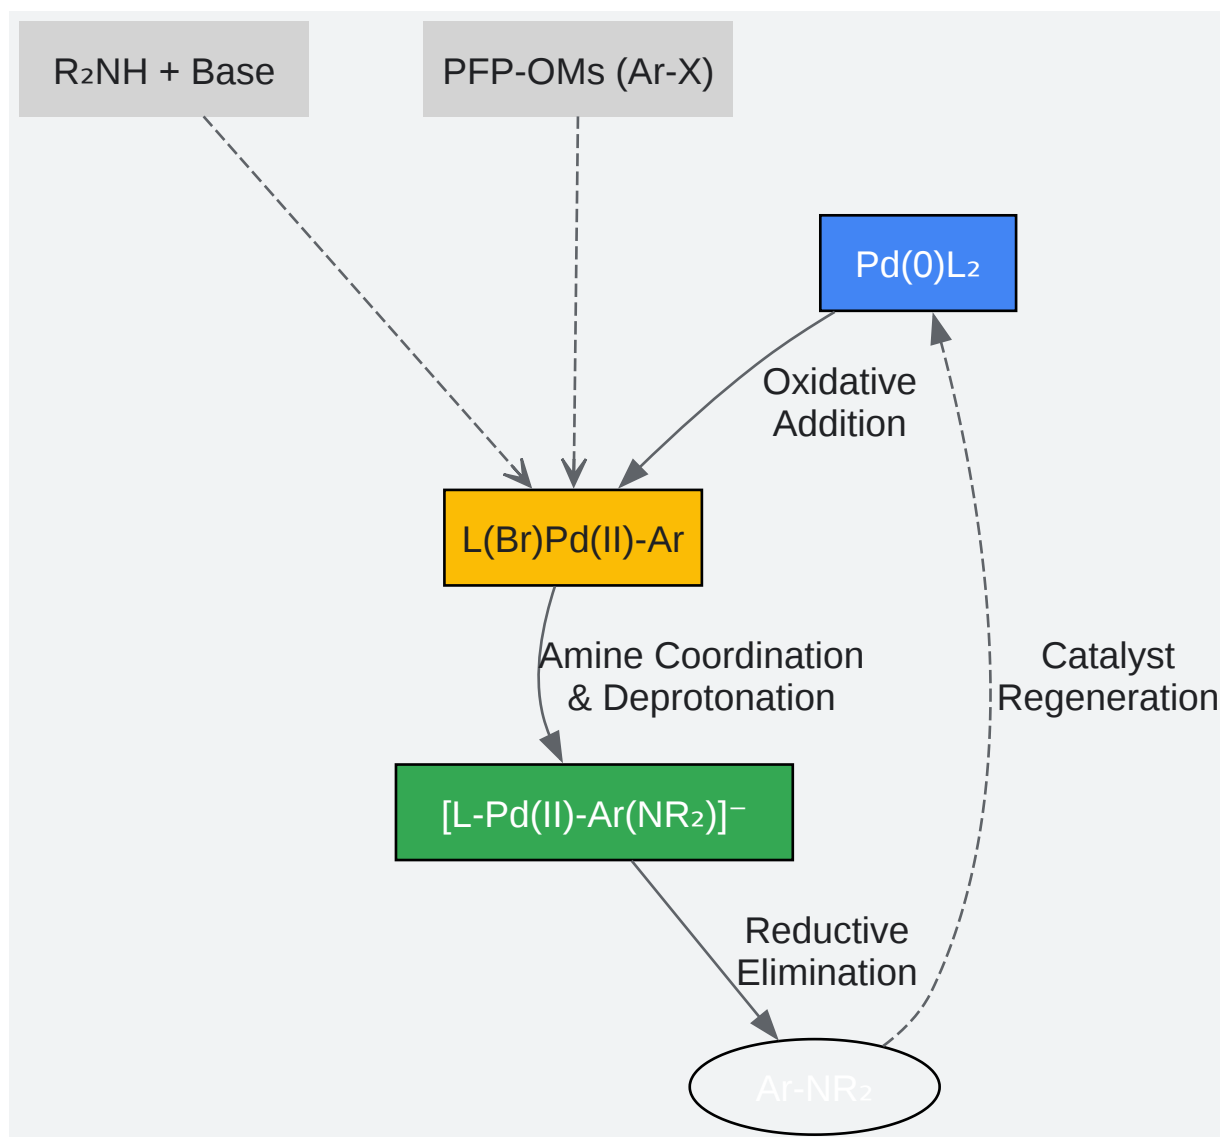 R₂NH + Base
PFP-OMs (Ar-X)
Pd(0)L₂
Oxidative
Addition
L(Br)Pd(II)-Ar
Amine Coordination
& Deprotonation
Catalyst
Regeneration
[L-Pd(II)-Ar(NR₂)]⁻
Reductive
Elimination
Ar-NR₂